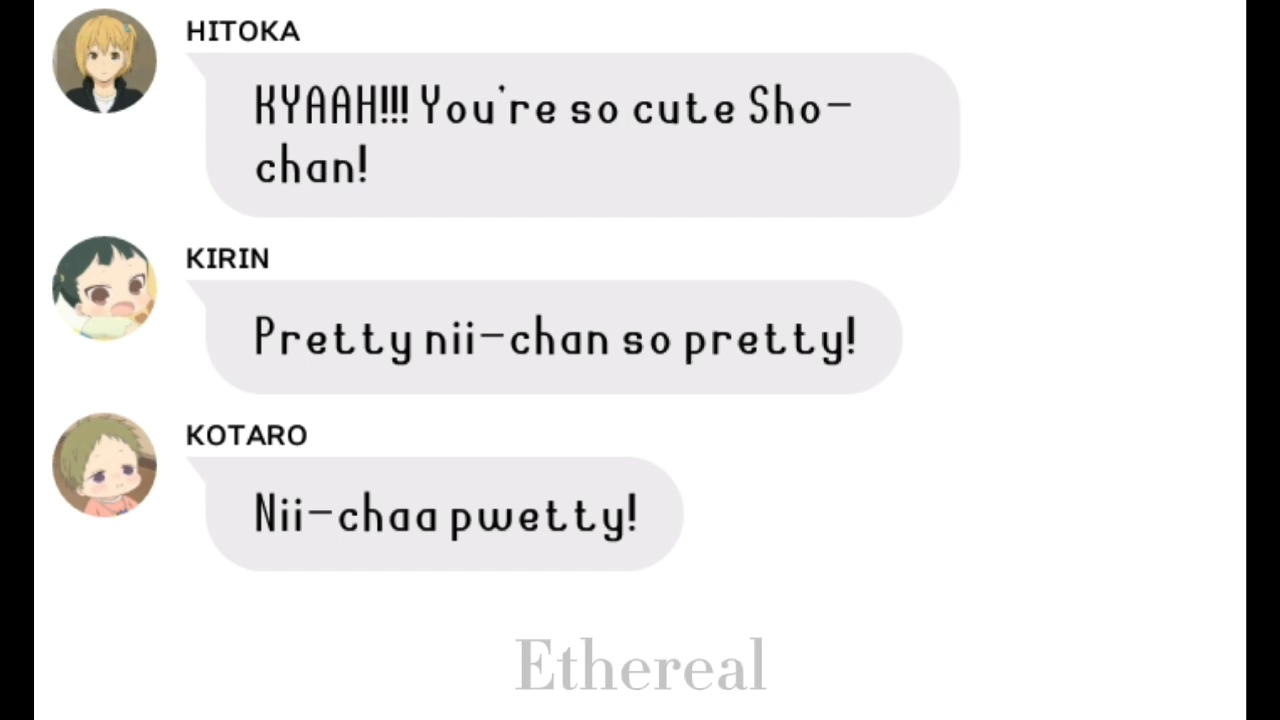 HITOKA
KYAAH!!! You're so cute Sho-
chan!
KIRIN
Pretty nii-chan so pretty!
KOTARO
Nii-chaa pwetty!
Ethereal